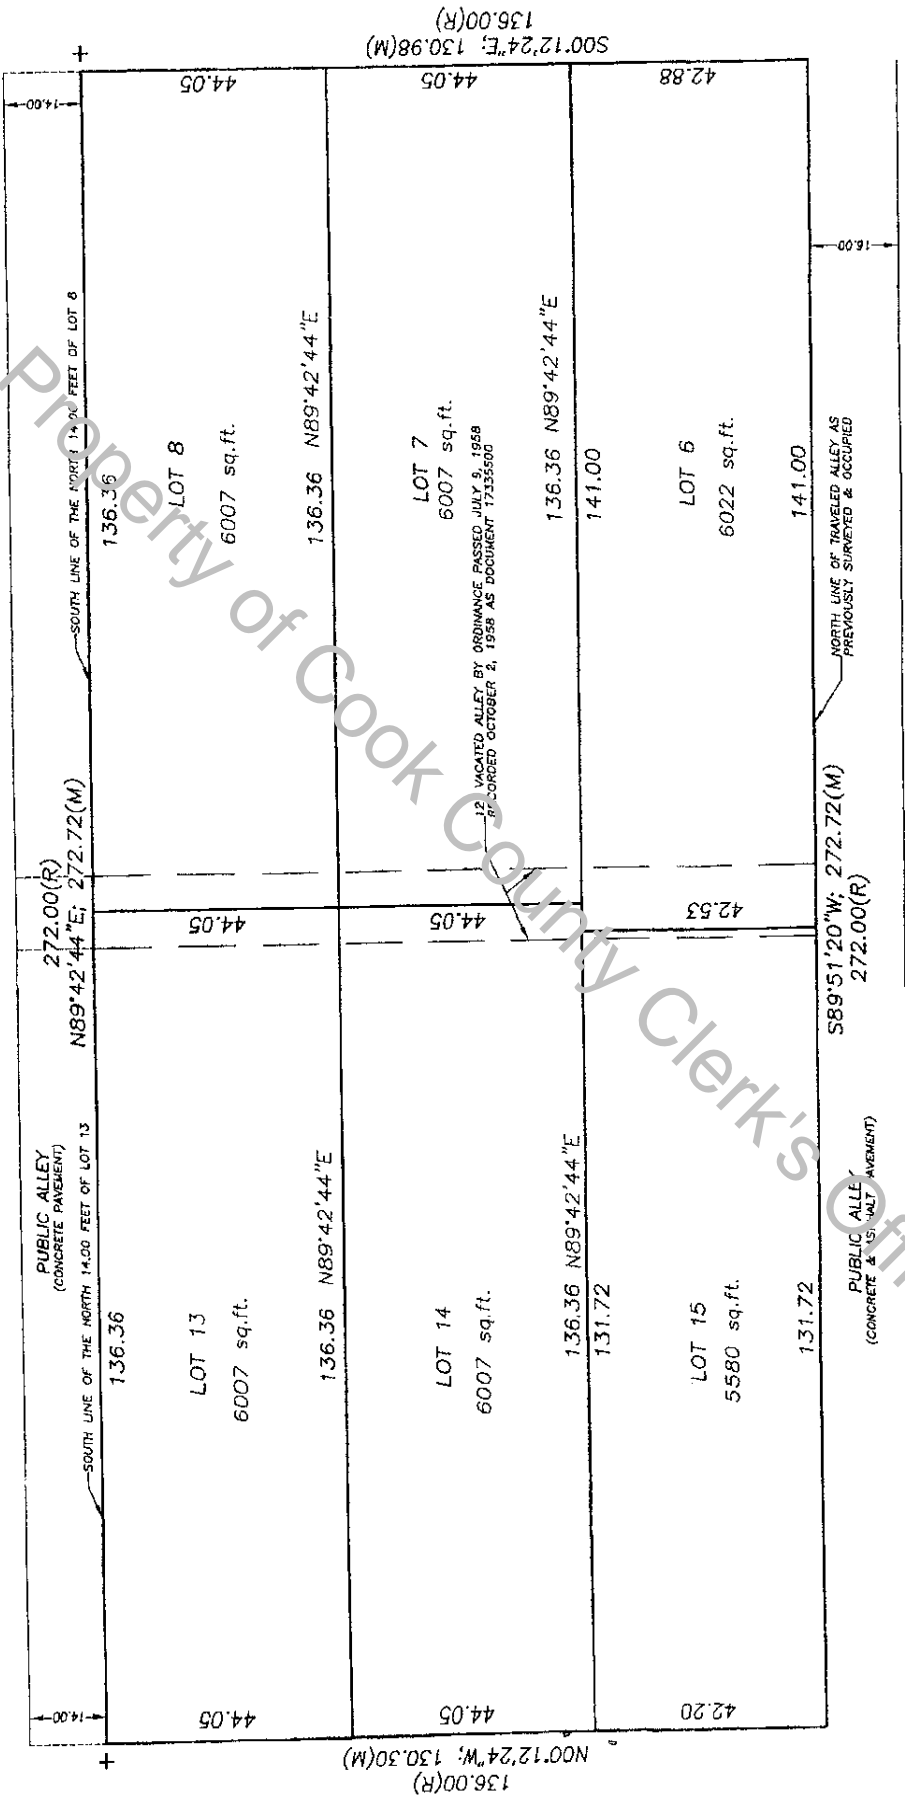 136.00(R)
S00°12'24"E; 130.98(M)
14.00
44.05
44.05
42.88
16.00
SOUTH LINE OF THE NORTH 14.00 FEET OF LOT 8
136.36
LOT 8
6007 sq.ft.
136.36 N89°42'44"E
LOT 7
6007 sq.ft.
12' VACATED ALLEY BY ORDINANCE PASSED JULY 9, 1958
RECORDED OCTOBER 2, 1958 AS DOCUMENT 17335500
136.36 N89°42'44"E
141.00
LOT 6
6022 sq.ft.
141.00
NORTH LINE OF TRAVELED ALLEY AS
PREVIOUSLY SURVEYED & OCCUPIED
272.00(R)
N89°42'44"E; 272.72(M)
44.05
44.05
42.53
S89°51'20"W; 272.72(M)
272.00(R)
PUBLIC ALLEY
(CONCRETE PAVEMENT)
SOUTH LINE OF THE NORTH 14.00 FEET OF LOT 13
136.36
LOT 13
6007 sq.ft.
136.36 N89°42'44"E
LOT 14
6007 sq.ft.
136.36 N89°42'44"E
131.72
LOT 15
5580 sq.ft.
131.72
PUBLIC ALLEY
(CONCRETE & ASPHALT PAVEMENT)
14.00
44.05
44.05
42.20
N00°12'24"W; 130.30(M)
136.00(R)
Property of Cook County Clerk's Off